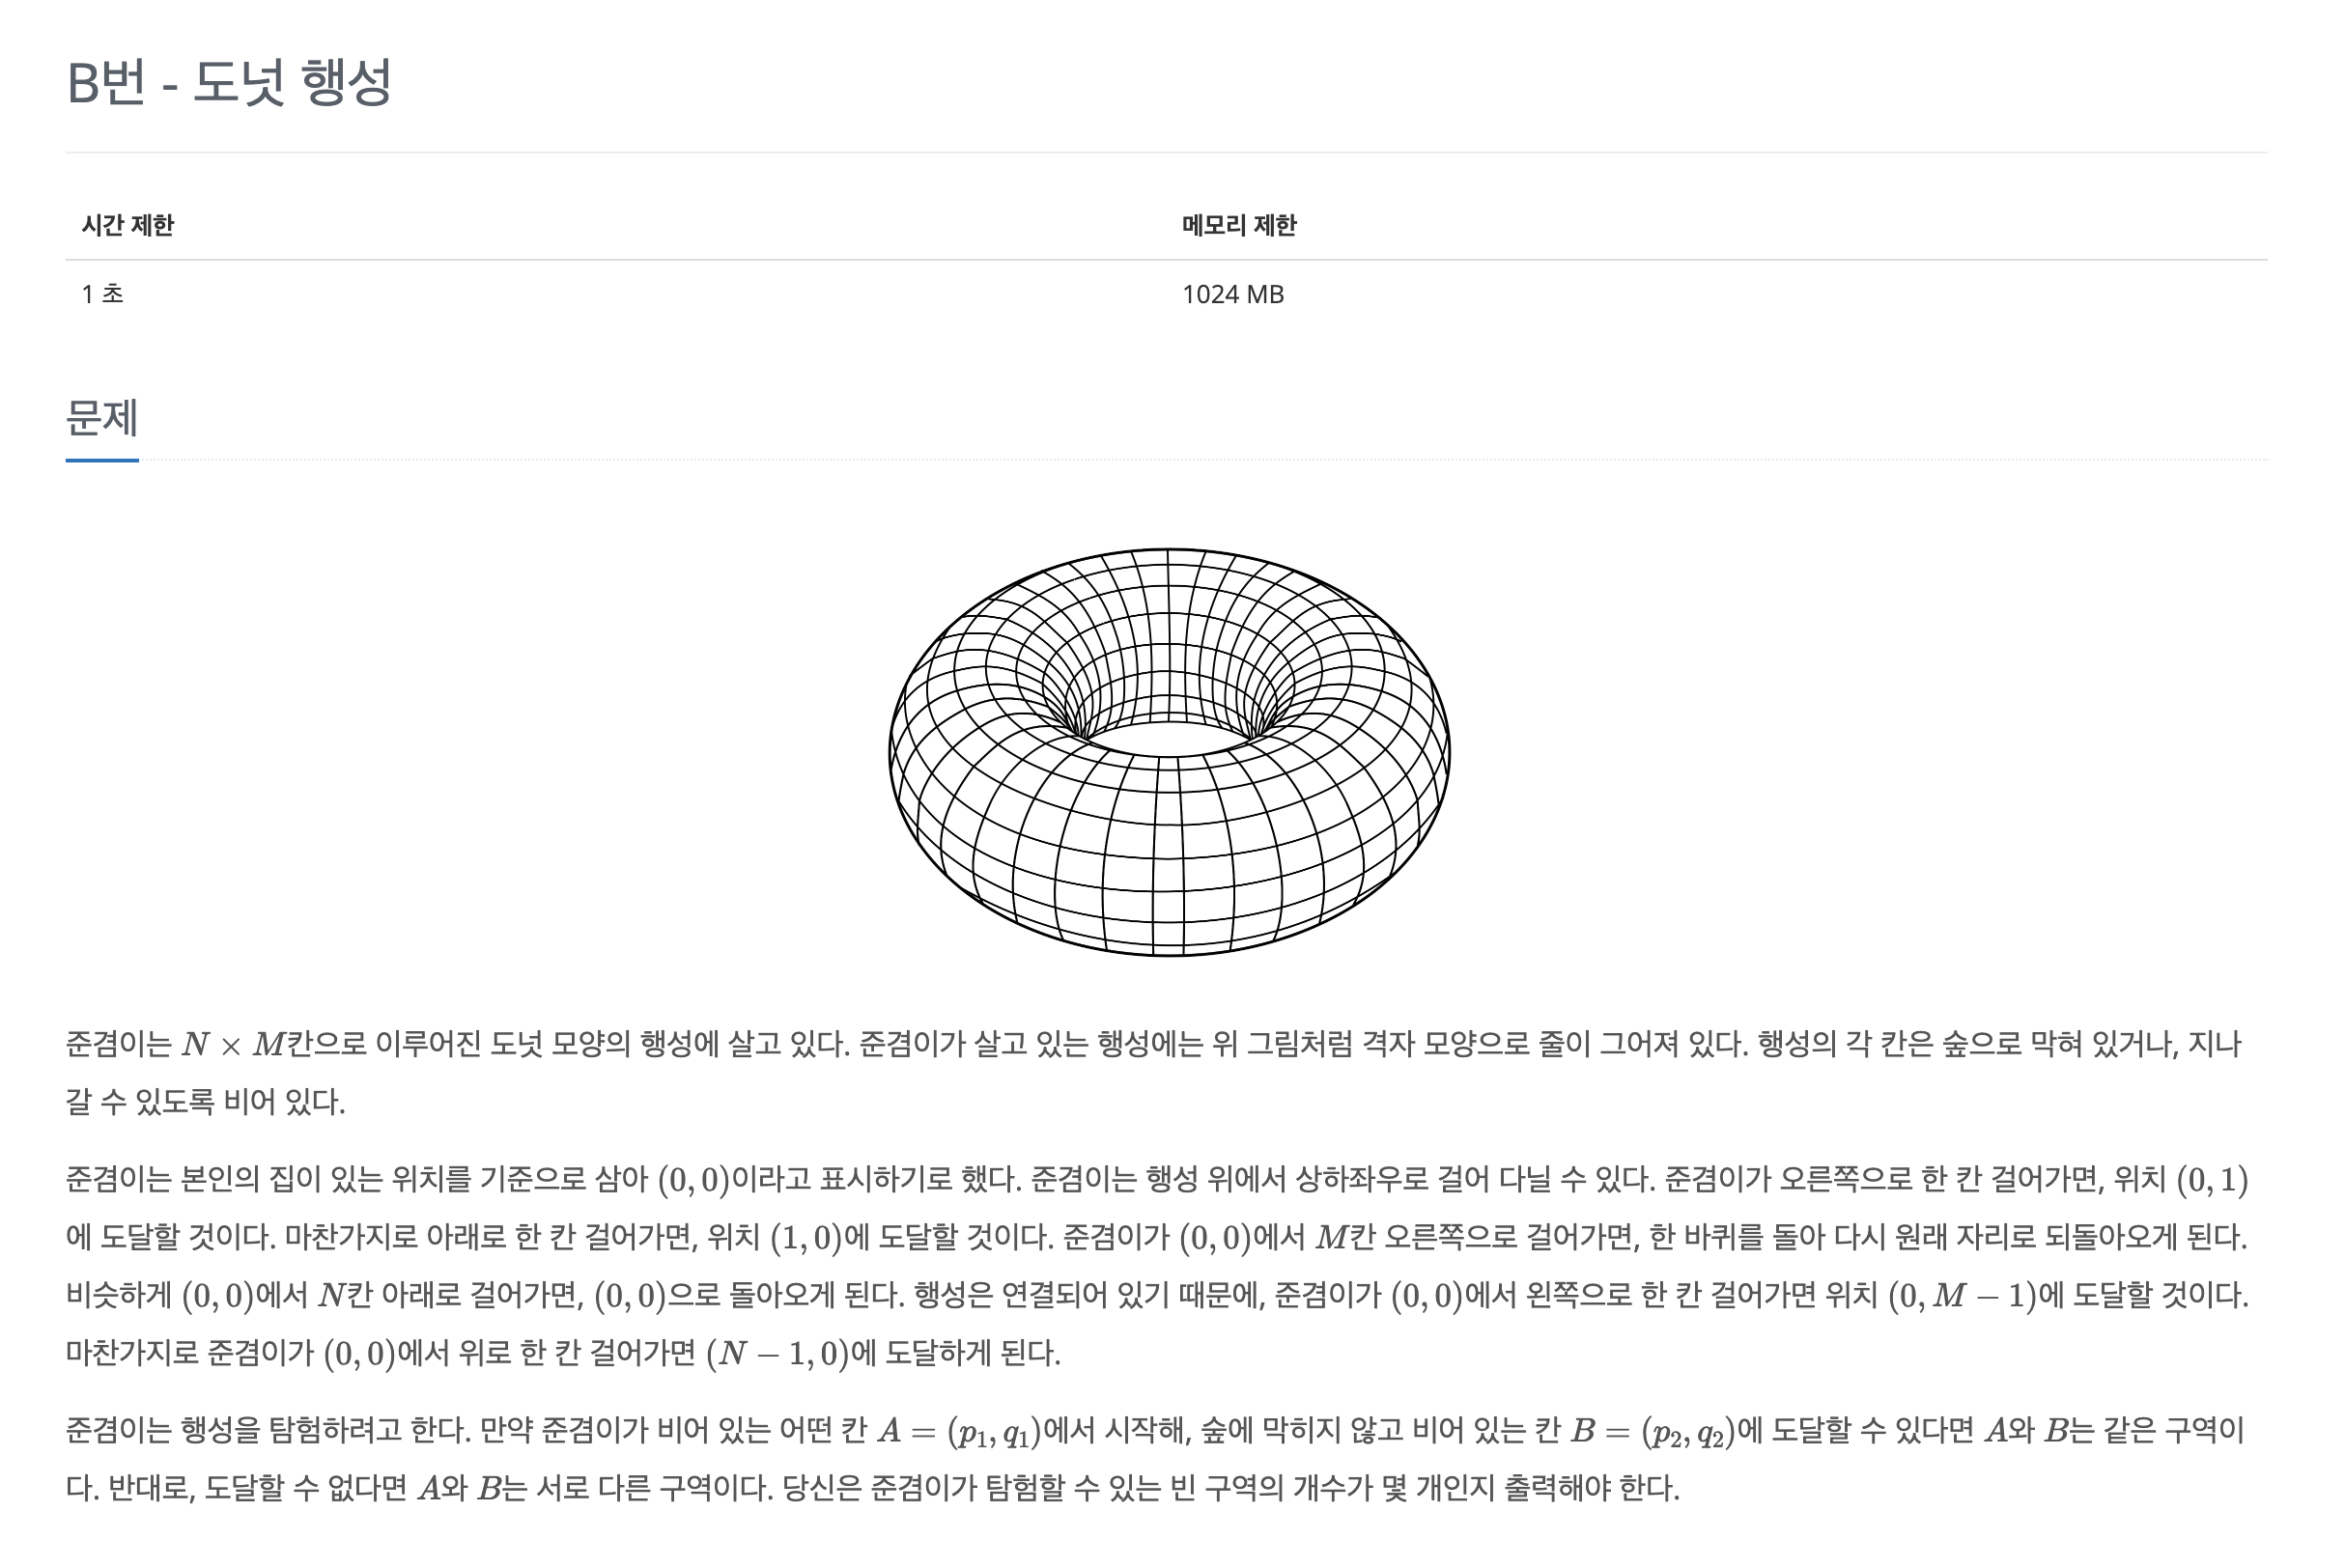 B번 - 도넛 행성
시간 제한 메모리 제한
1 초 1024 MB
문제
준겸이는 N × M칸으로 이루어진 도넛 모양의 행성에 살고 있다. 준겸이가 살고 있는 행성에는 위 그림처럼 격자 모양으로 줄이 그어져 있다. 행성의 각 칸은 숲으로 막혀 있거나, 지나
갈 수 있도록 비어 있다.
준겸이는 본인의 집이 있는 위치를 기준으로 삼아 (0, 0)이라고 표시하기로 했다. 준겸이는 행성 위에서 상하좌우로 걸어 다닐 수 있다. 준겸이가 오른쪽으로 한 칸 걸어가면, 위치 (0, 1)
에 도달할 것이다. 마찬가지로 아래로 한 칸 걸어가면, 위치 (1, 0)에 도달할 것이다. 준겸이가 (0, 0)에서 M칸 오른쪽으로 걸어가면, 한 바퀴를 돌아 다시 원래 자리로 되돌아오게 된다.
비슷하게 (0, 0)에서 N칸 아래로 걸어가면, (0, 0)으로 돌아오게 된다. 행성은 연결되어 있기 때문에, 준겸이가 (0, 0)에서 왼쪽으로 한 칸 걸어가면 위치 (0, M − 1)에 도달할 것이다.
마찬가지로 준겸이가 (0, 0)에서 위로 한 칸 걸어가면 (N − 1, 0)에 도달하게 된다.
준겸이는 행성을 탐험하려고 한다. 만약 준겸이가 비어 있는 어떤 칸 A = (p₁, q₁)에서 시작해, 숲에 막히지 않고 비어 있는 칸 B = (p₂, q₂)에 도달할 수 있다면 A와 B는 같은 구역이
다. 반대로, 도달할 수 없다면 A와 B는 서로 다른 구역이다. 당신은 준겸이가 탐험할 수 있는 빈 구역의 개수가 몇 개인지 출력해야 한다.